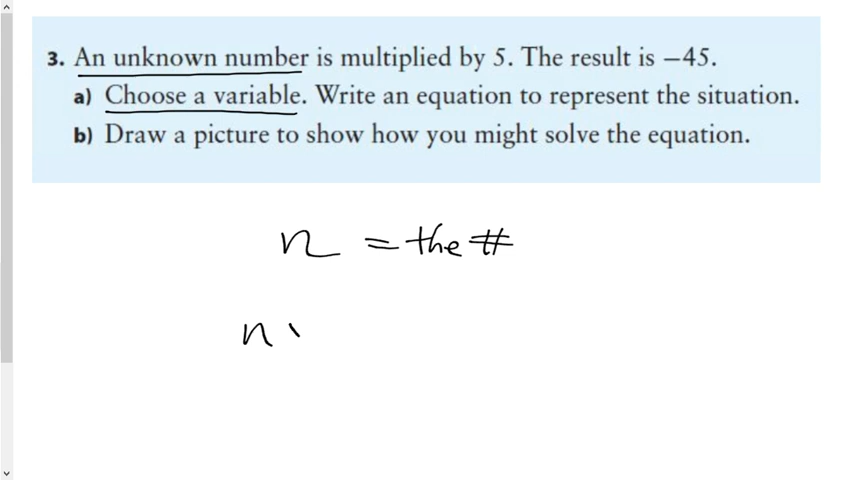 3. An unknown number is multiplied by 5. The result is −45.
a) Choose a variable. Write an equation to represent the situation.
b) Draw a picture to show how you might solve the equation.
n = the #
n